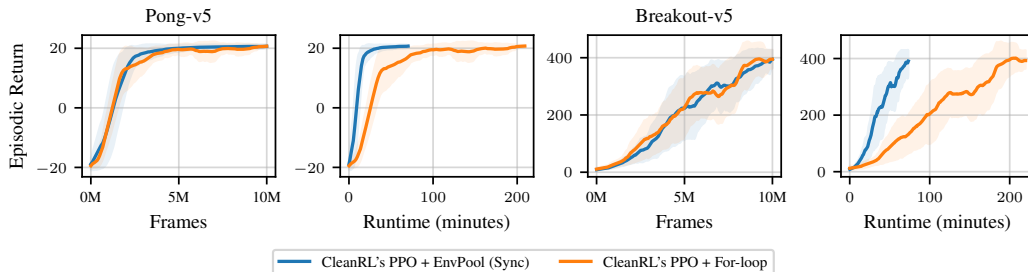 Pong-v5
Breakout-v5
Episodic Return
20
0
−20
0M
5M
10M
Frames
20
0
−20
0
100
200
Runtime (minutes)
400
200
0
0M
5M
10M
Frames
400
200
0
0
100
200
Runtime (minutes)
CleanRL's PPO + EnvPool (Sync)
CleanRL's PPO + For-loop